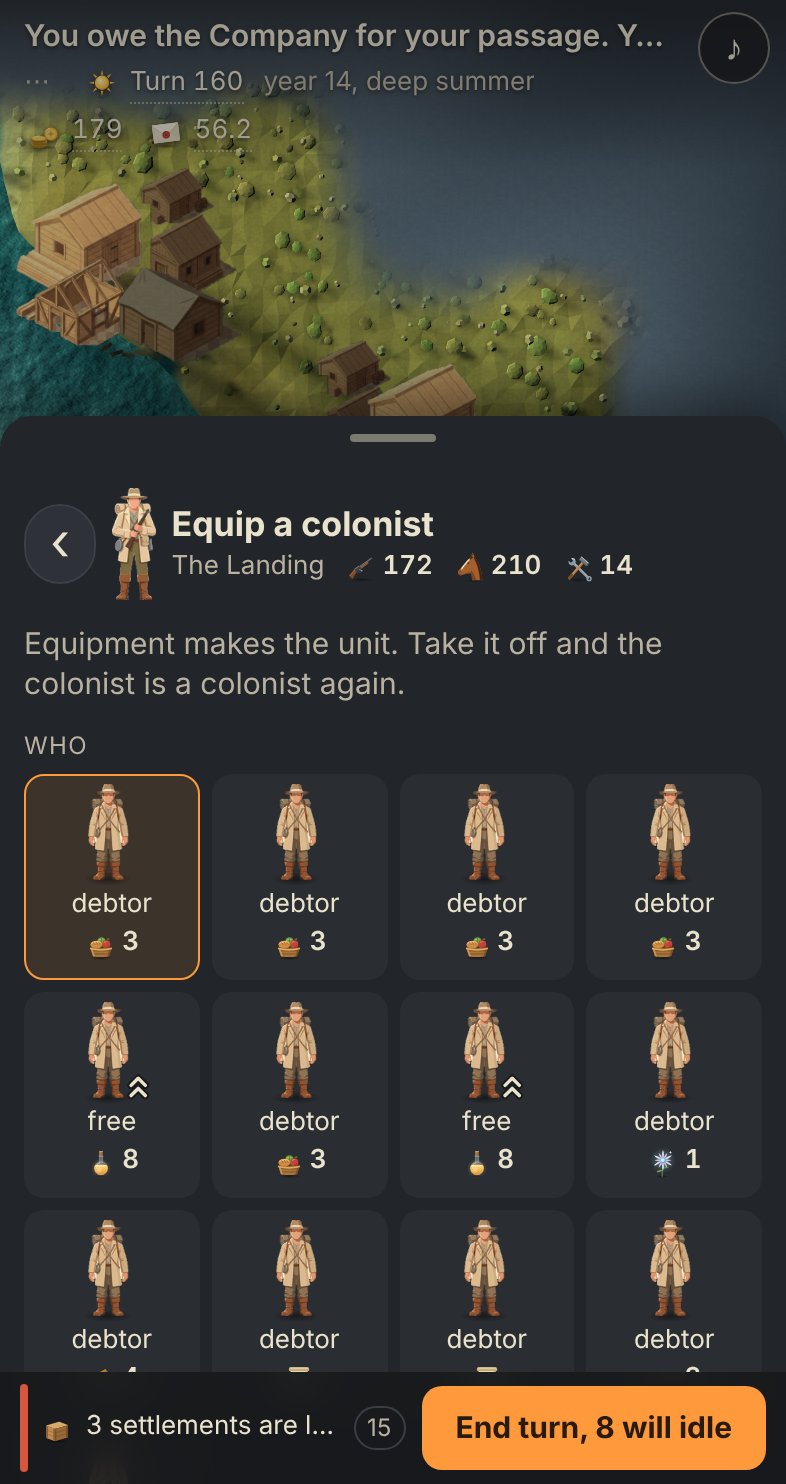 You owe the Company for your passage. Y...
... Turn 160 year 14, deep summer
179 56.2
Equip a colonist
The Landing 172 210 14
Equipment makes the unit. Take it off and the
colonist is a colonist again.
WHO
debtor debtor debtor debtor
3 3 3 3
free debtor free debtor
8 3 8 1
debtor debtor debtor debtor
3 settlements are l... 15 End turn, 8 will idle